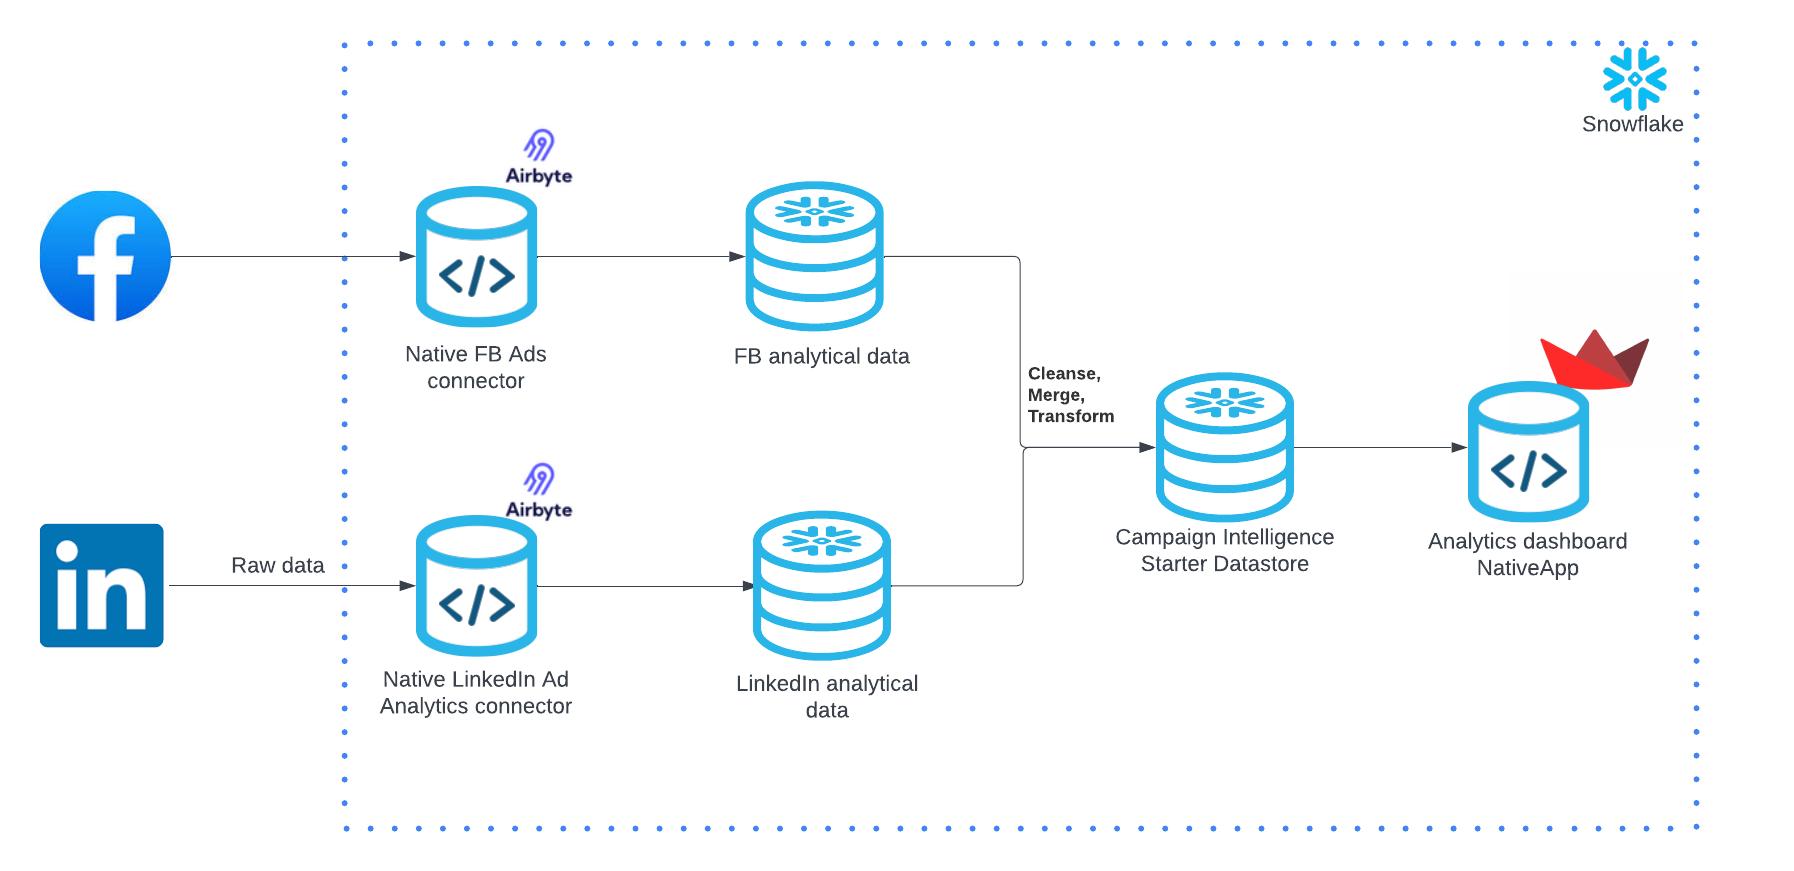 Snowflake
Airbyte
Native FB Ads
connector
FB analytical data
Cleanse,
Merge,
Transform
Airbyte
in
Raw data
Campaign Intelligence
Starter Datastore
Analytics dashboard
NativeApp
Native LinkedIn Ad
Analytics connector
LinkedIn analytical
data